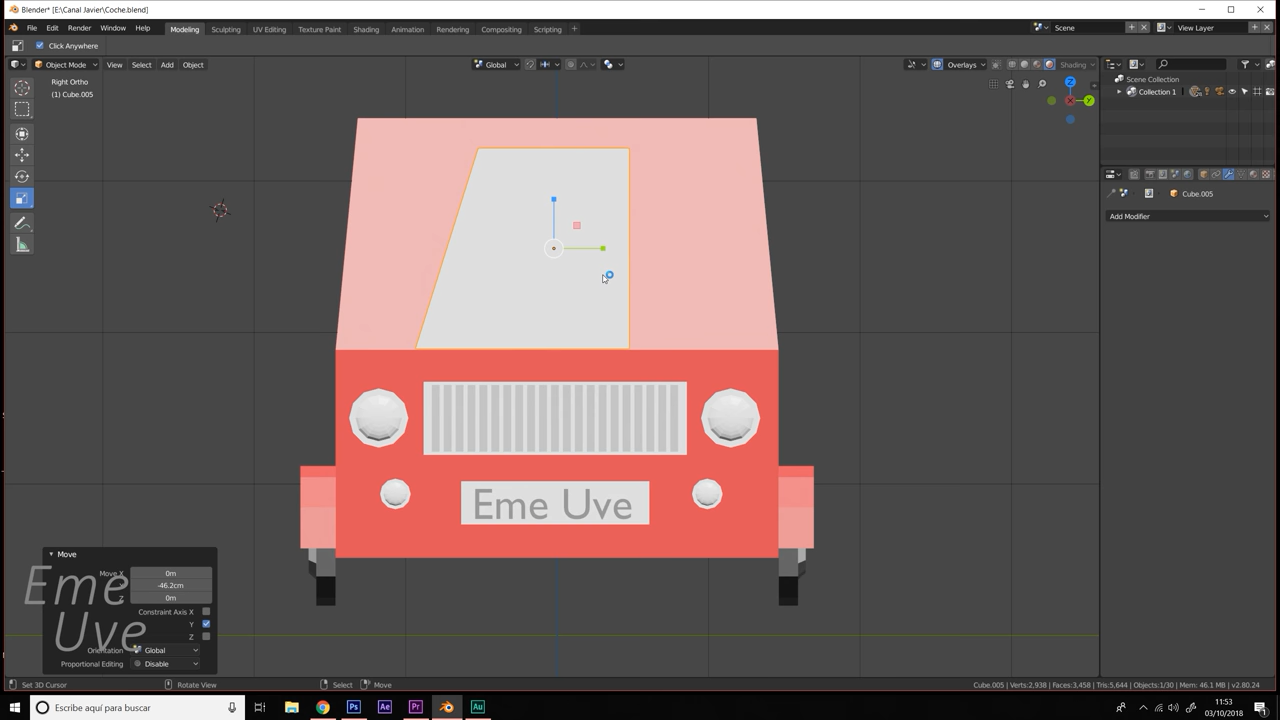 Blender* [E:\Canal Javier\Coche.blend]
File Edit Render Window Help
Modeling Sculpting UV Editing Texture Paint Shading Animation Rendering Compositing Scripting +
Scene
View Layer
Click Anywhere
Object Mode View Select Add Object
Global
Overlays
Shading
Right Ortho
(1) Cube.005
Z
Y
Scene Collection
Collection 1
Cube.005
Add Modifier
Eme Uve
Move
Move X 0m
-46.2cm
Z 0m
Constraint Axis X
Y
Z
Orientation Global
Proportional Editing Disable
Eme
Uve
Set 3D Cursor
Rotate View
Select
Move
Cube.005 | Verts:2,938 | Faces:3,458 | Tris:5,644 | Objects:1/30 | Mem: 46.1 MB | v2.80.24
Escribe aquí para buscar
Ps
Ae
Pr
Au
11:53
03/10/2018